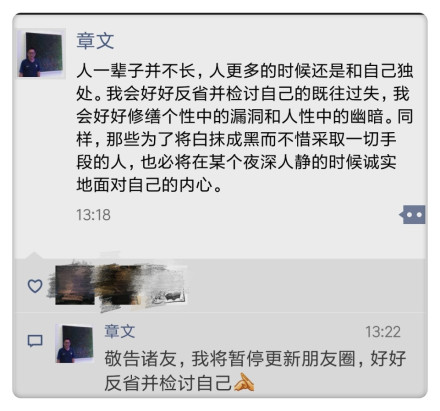 章文
人一辈子并不长，人更多的时候还是和自己独
处。我会好好反省并检讨自己的既往过失，我
会好好修缮个性中的漏洞和人性中的幽暗。同
样，那些为了将白抹成黑而不惜采取一切手
段的人，也必将在某个夜深人静的时候诚实
地面对自己的内心。
13:18
章文
13:22
敬告诸友，我将暂停更新朋友圈，好好
反省并检讨自己🙏